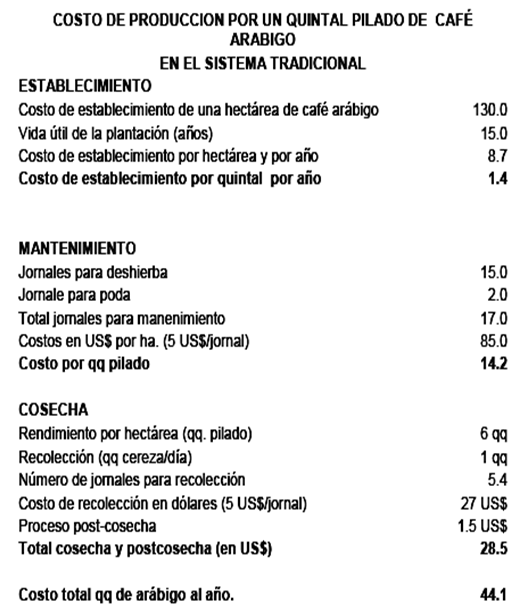 COSTO DE PRODUCCION POR UN QUINTAL PILADO DE CAFÉ
ARABIGO
EN EL SISTEMA TRADICIONAL
ESTABLECIMIENTO
Costo de establecimiento de una hectárea de café arábigo 130.0
Vida útil de la plantación (años) 15.0
Costo de establecimiento por hectárea y por año 8.7
Costo de establecimiento por quintal por año 1.4
MANTENIMIENTO
Jornales para deshierba 15.0
Jornale para poda 2.0
Total jornales para manenimiento 17.0
Costos en US$ por ha. (5 US$/jornal) 85.0
Costo por qq pilado 14.2
COSECHA
Rendimiento por hectárea (qq. pilado) 6 qq
Recolección (qq cereza/día) 1 qq
Número de jornales para recolección 5.4
Costo de recolección en dólares (5 US$/jornal) 27 US$
Proceso post-cosecha 1.5 US$
Total cosecha y postcosecha (en US$) 28.5
Costo total qq de arábigo al año. 44.1